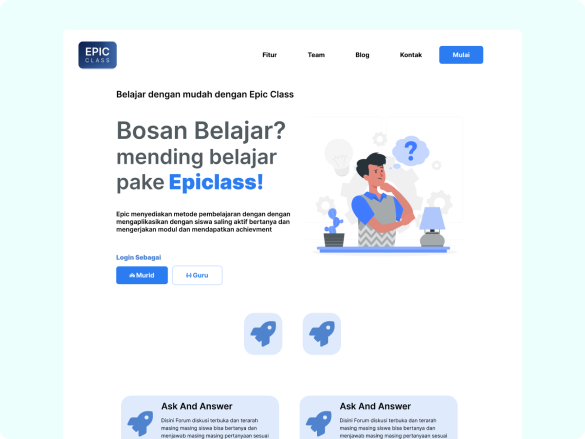 EPIC
CLASS
Fitur
Team
Blog
Kontak
Mulai
Belajar dengan mudah dengan Epic Class
Bosan Belajar?
mending belajar
pake Epiclass!
?
Epic menyediakan metode pembelajaran dengan dengan
mengaplikasikan dengan siswa saling aktif bertanya dan
mengerjakan modul dan mendapatkan achievment
Login Sebagai
Murid
Guru
Ask And Answer
Disini Forum diskusi terbuka dan terarah
masing masing siswa bisa bertanya dan
menjawab masing masing pertanyaan sesuai
Ask And Answer
Disini Forum diskusi terbuka dan terarah
masing masing siswa bisa bertanya dan
menjawab masing masing pertanyaan sesuai